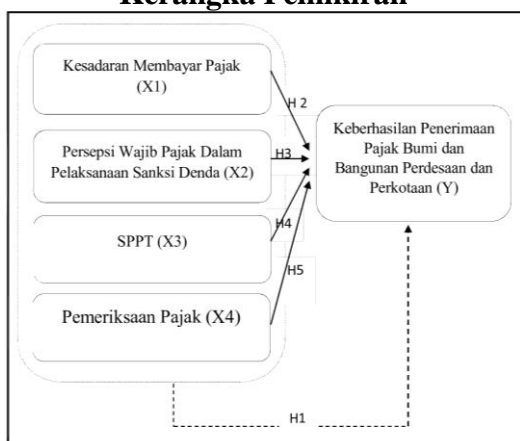 Kerangka Pemikiran
Kesadaran Membayar Pajak
(X1)
H 2
Persepsi Wajib Pajak Dalam
Pelaksanaan Sanksi Denda (X2)
H3
Keberhasilan Penerimaan
Pajak Bumi dan
Bangunan Perdesaan dan
Perkotaan (Y)
SPPT (X3)
H4
Pemeriksaan Pajak (X4)
H5
H1